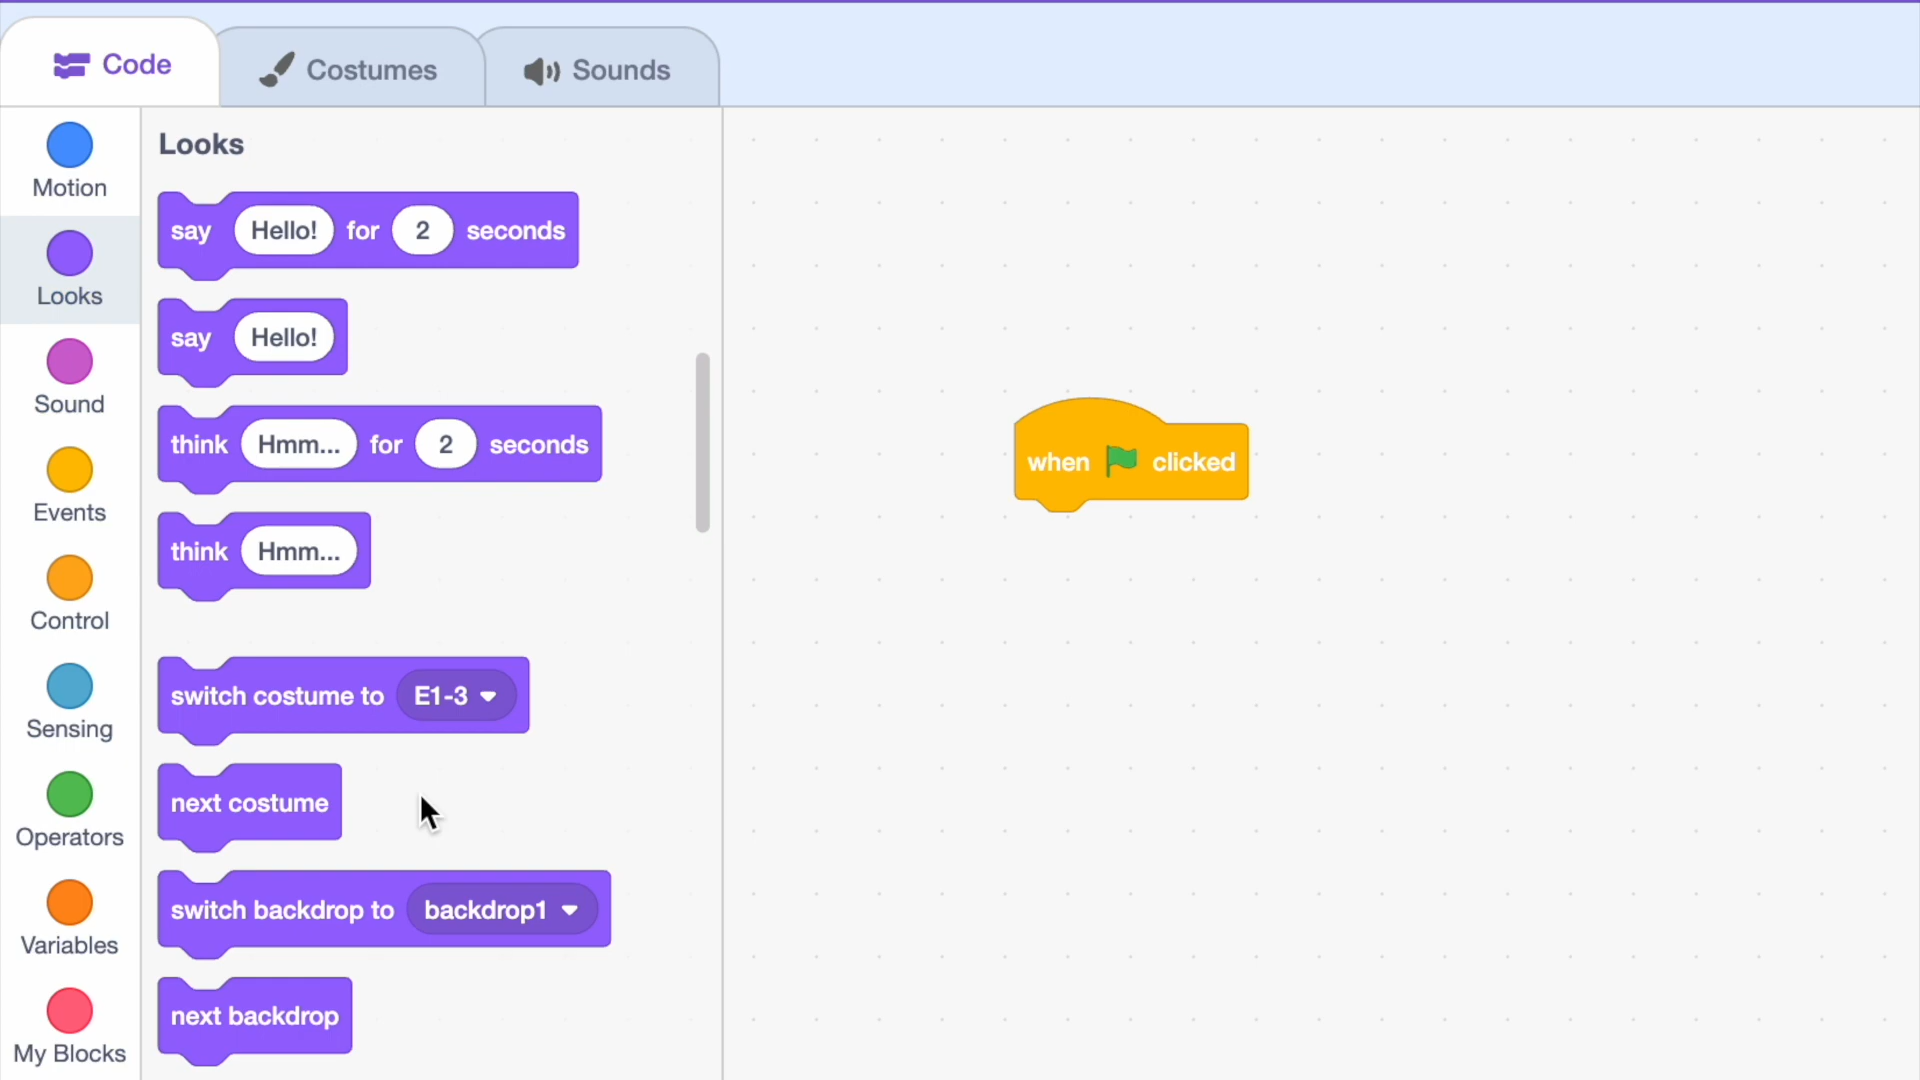 Code
Costumes
Sounds
Motion
Looks
Sound
Events
Control
Sensing
Operators
Variables
My Blocks
Looks
say Hello! for 2 seconds
say Hello!
think Hmm... for 2 seconds
think Hmm...
switch costume to E1-3
next costume
switch backdrop to backdrop1
next backdrop
when clicked